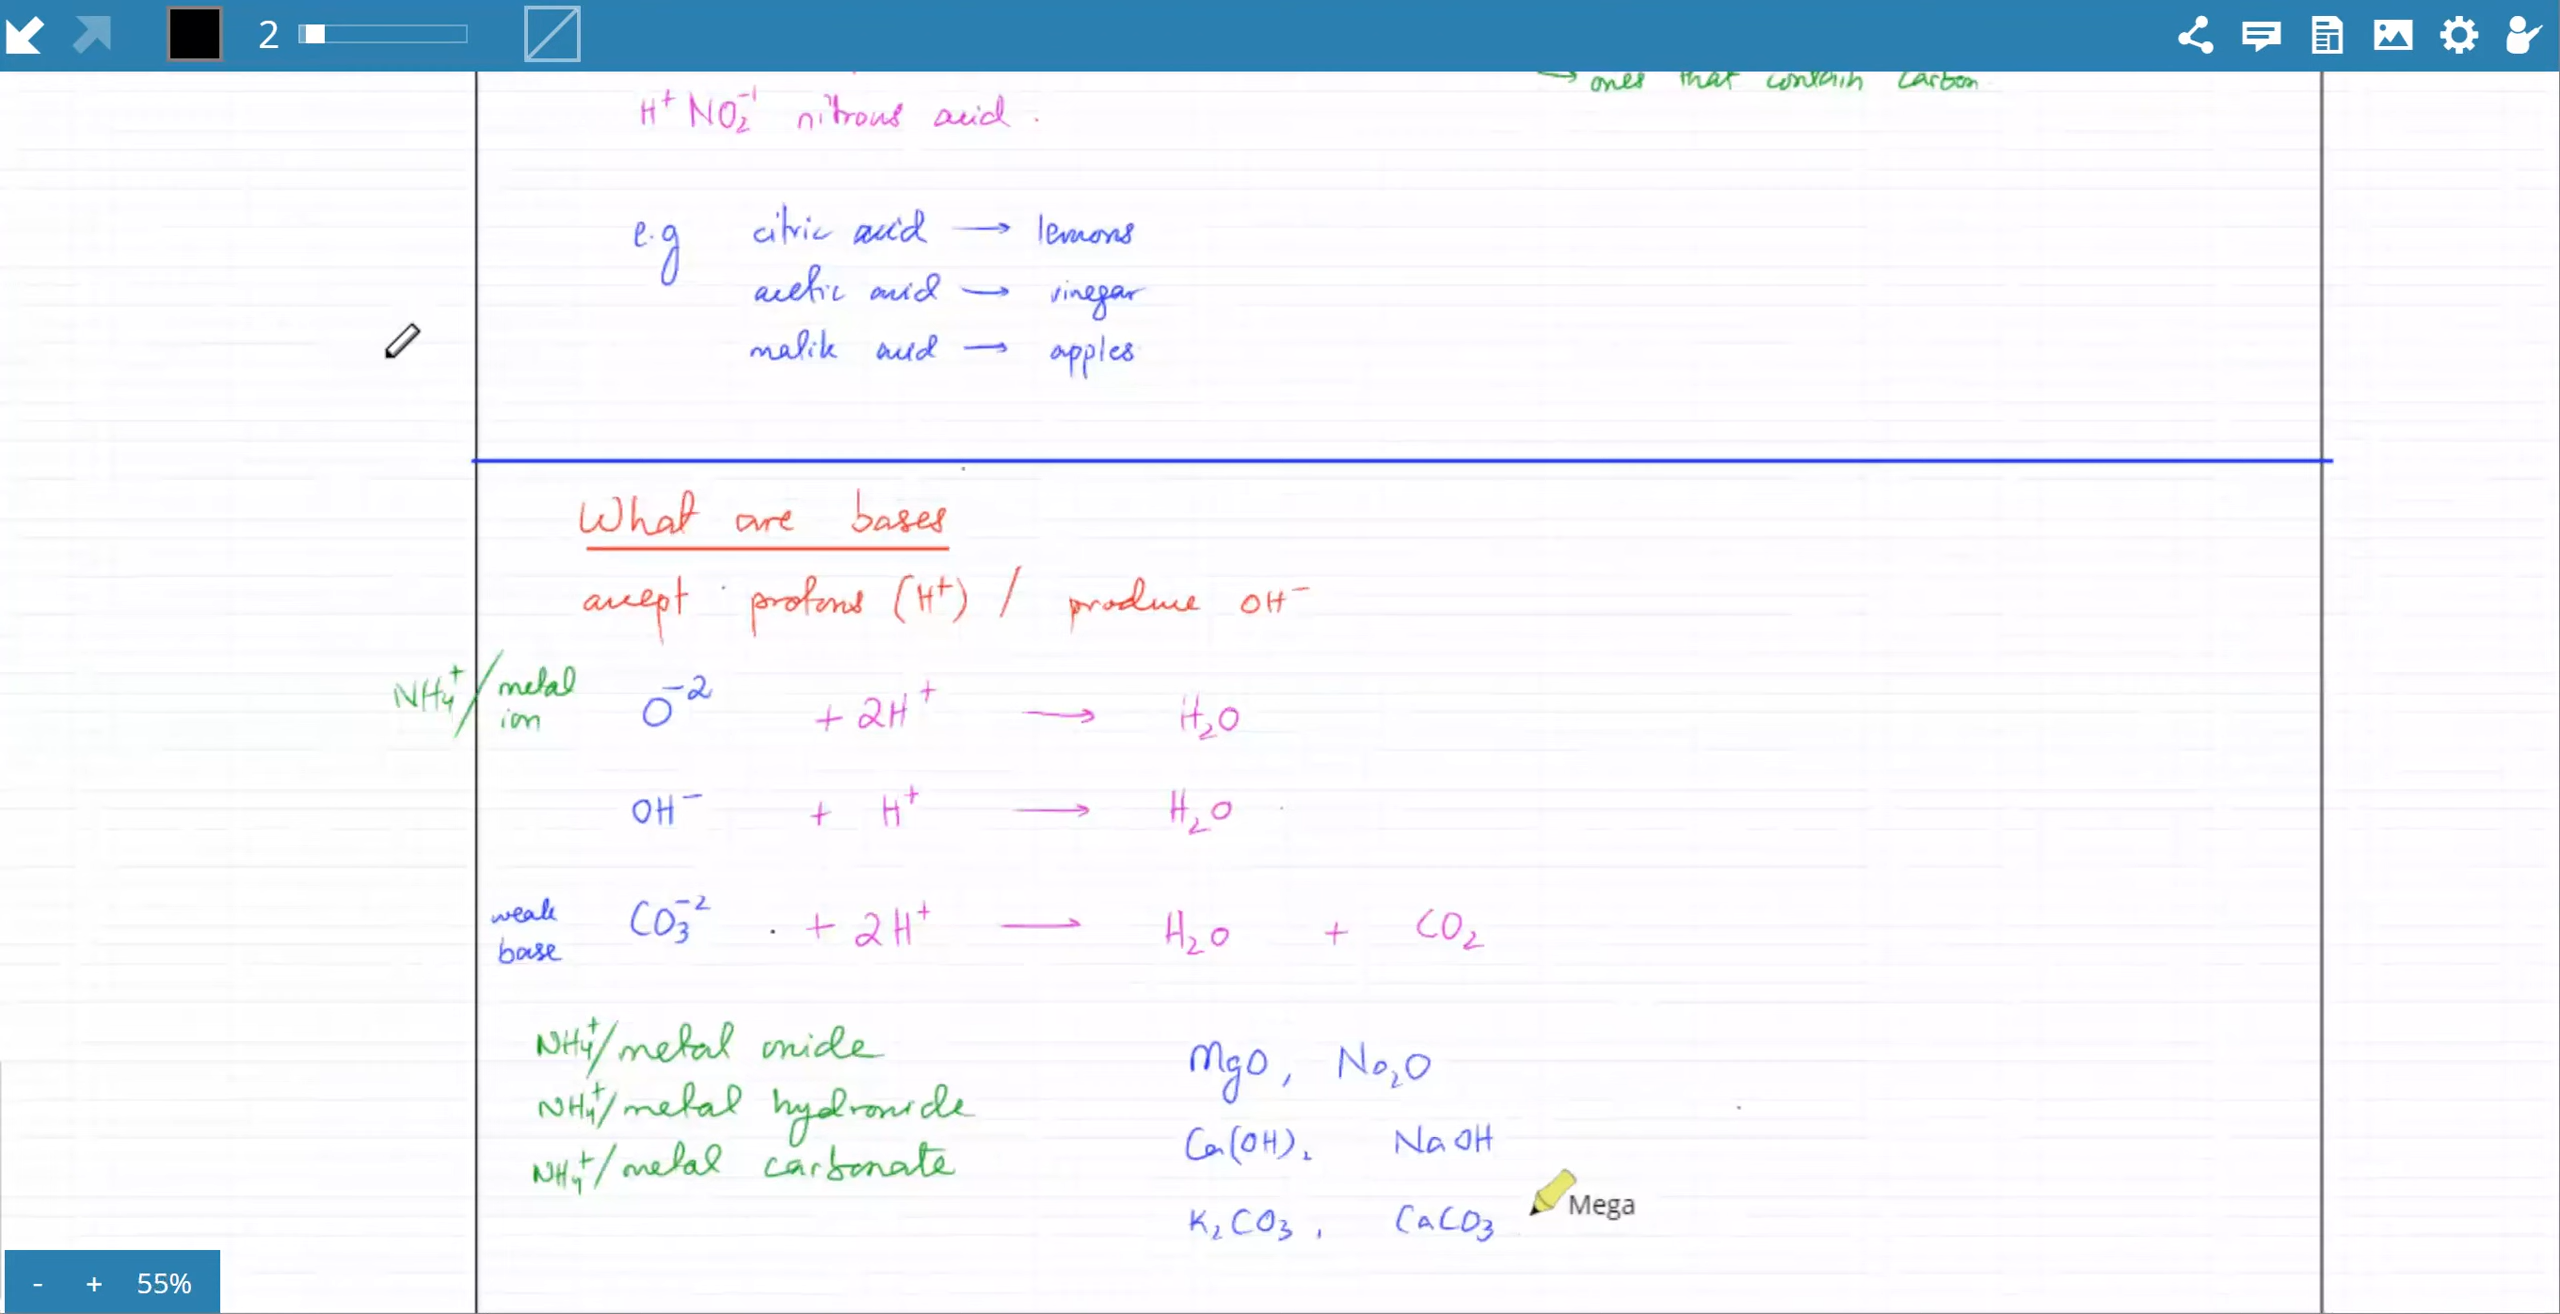 2
→ ones that contain carbon
H⁺ NO₂⁻¹ nitrous acid.
e.g citric acid → lemons
acetic acid → vinegar
malik acid → apples
What are bases
accept protons (H⁺) / produce OH⁻
NH₄⁺/metal ion O⁻² + 2H⁺ → H₂O
OH⁻ + H⁺ → H₂O
weak base CO₃⁻² + 2H⁺ → H₂O + CO₂
NH₄⁺/metal oxide MgO, Na₂O
NH₄⁺/metal hydroxide Ca(OH)₂ NaOH
NH₄⁺/metal carbonate K₂CO₃, CaCO₃
Mega
- + 55%